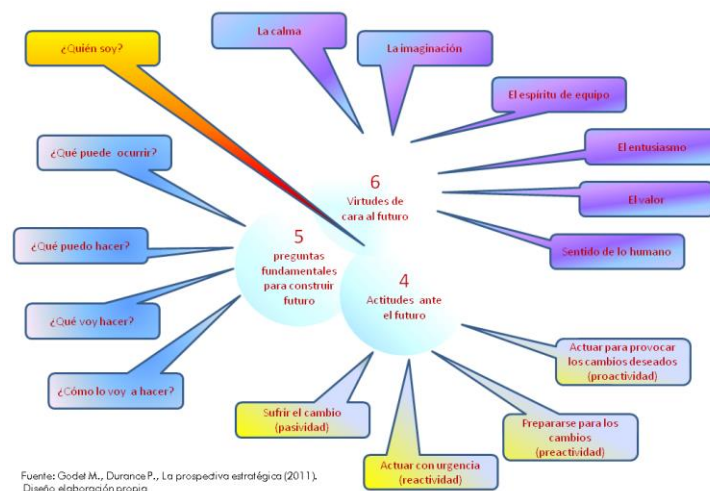 ¿Quién soy?
La calma
La imaginación
El espíritu de equipo
El entusiasmo
El valor
Sentido de lo humano
6
Virtudes de
cara al futuro
¿Qué puede ocurrir?
¿Qué puedo hacer?
¿Qué voy hacer?
¿Cómo lo voy a hacer?
5
preguntas
fundamentales
para construir
futuro
4
Actitudes ante
el futuro
Actuar para provocar
los cambios deseados
(proactividad)
Prepararse para los
cambios
(preactividad)
Actuar con urgencia
(reactividad)
Sufrir el cambio
(pasividad)
Fuente: Godet M., Durance P., La prospectiva estratégica (2011).
Diseño elaboración propia